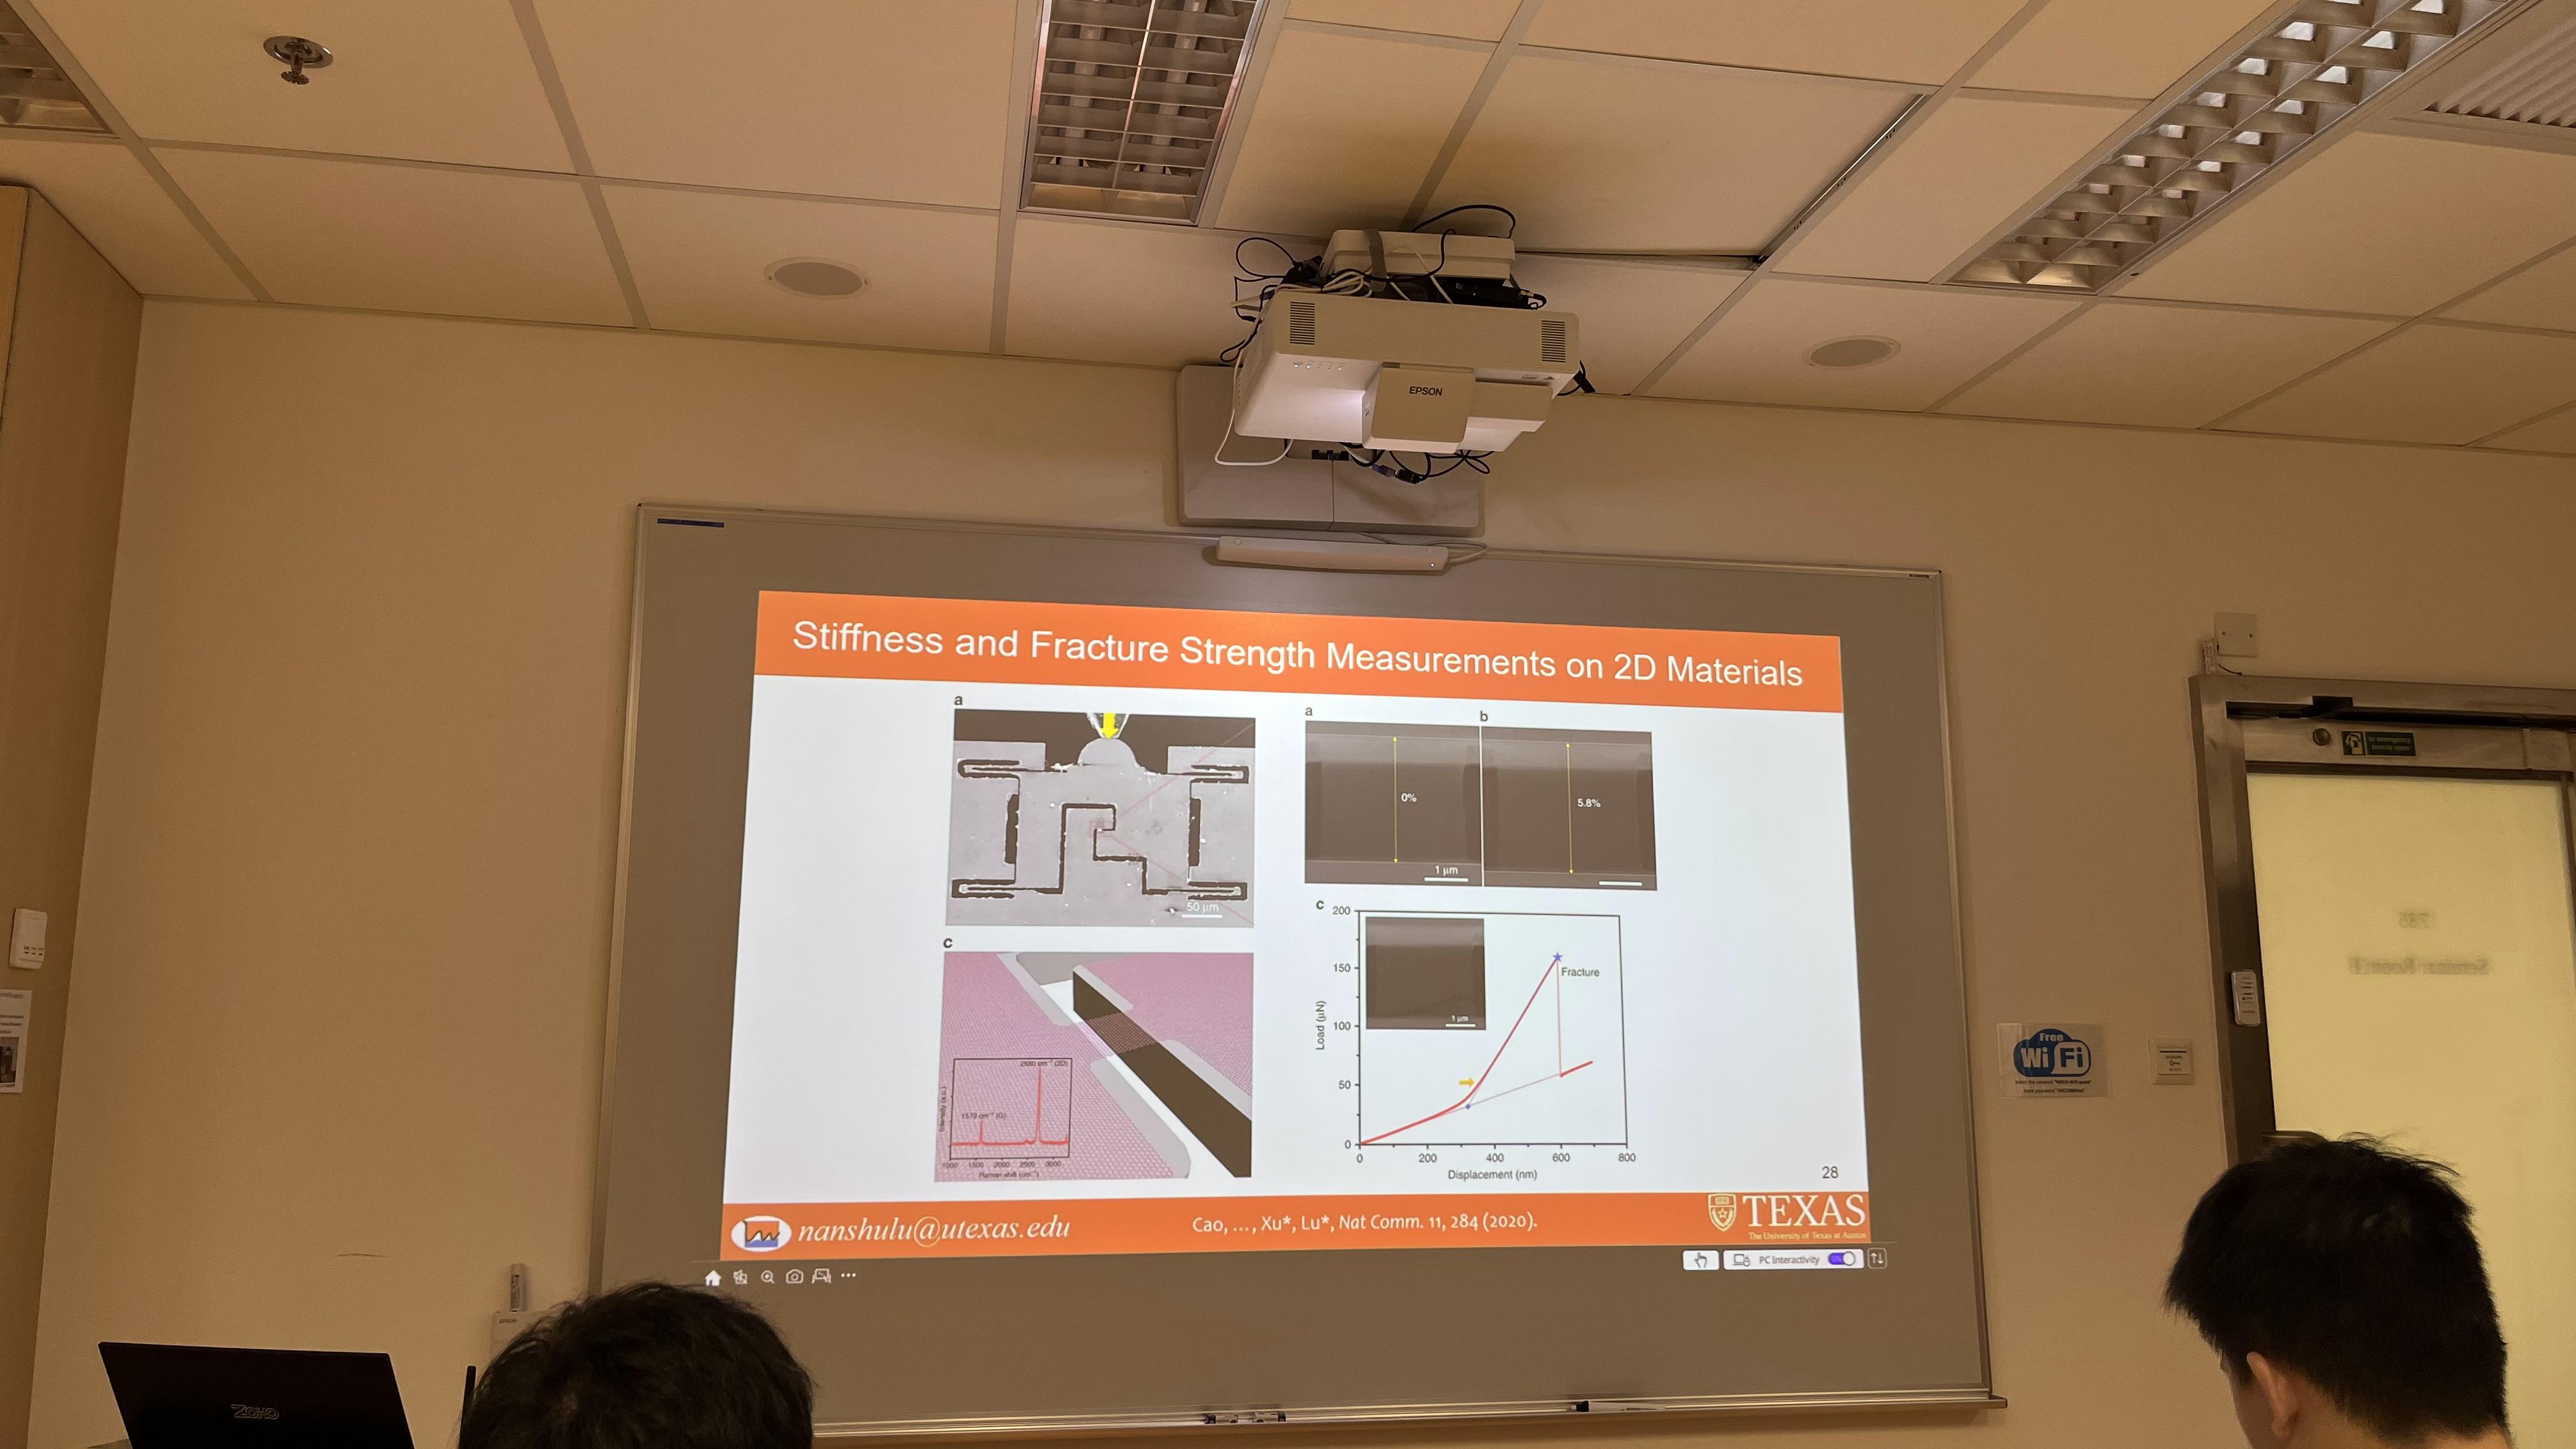 EPSON
Stiffness and Fracture Strength Measurements on 2D Materials
a
50 µm
c
2680 cm⁻¹ (2D)
1579 cm⁻¹ (G)
Intensity (a.u.)
1000 1500 2000 2500 3000
Raman shift (cm⁻¹)
a
b
0%
5.8%
1 µm
c
200
150
100
50
0
Load (µN)
1 µm
Fracture
0 200 400 600 800
Displacement (nm)
28
nanshulu@utexas.edu
Cao, ..., Xu*, Lu*, Nat Comm. 11, 284 (2020).
TEXAS
The University of Texas at Austin
PC Interactivity
Free
Wi Fi
Seminar Room
EPSON